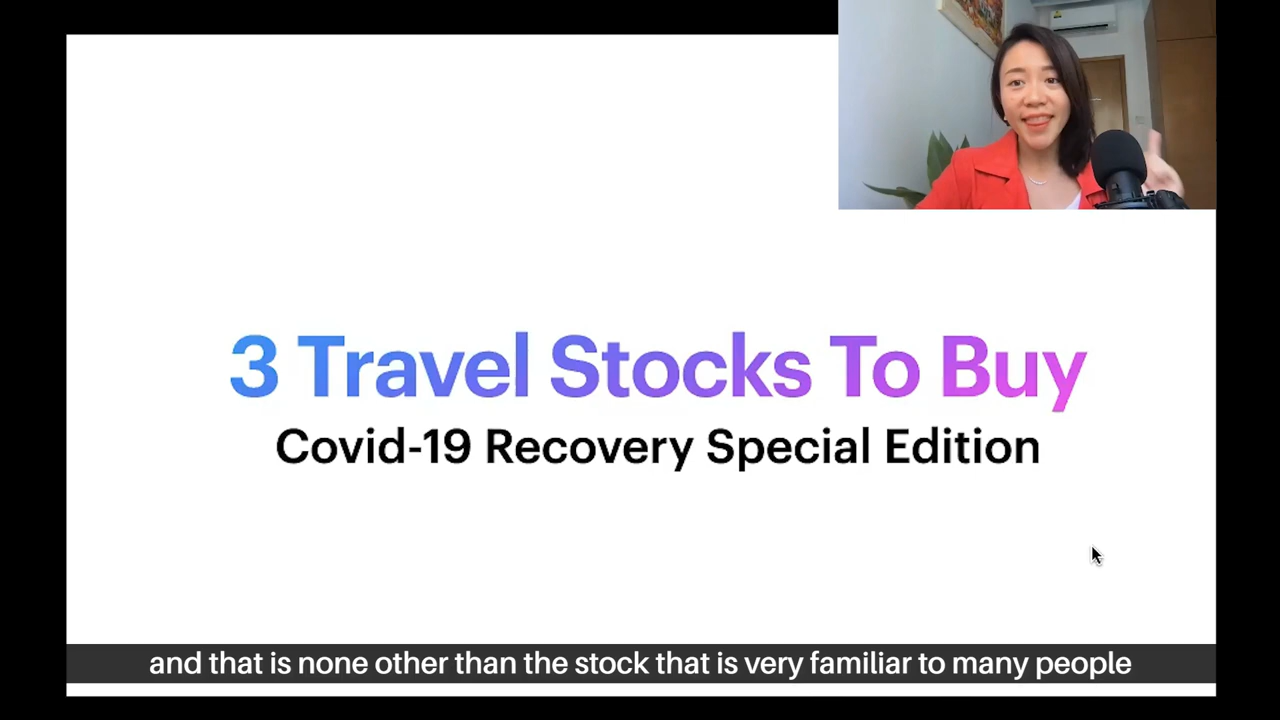 3 Travel Stocks To Buy
Covid-19 Recovery Special Edition
and that is none other than the stock that is very familiar to many people